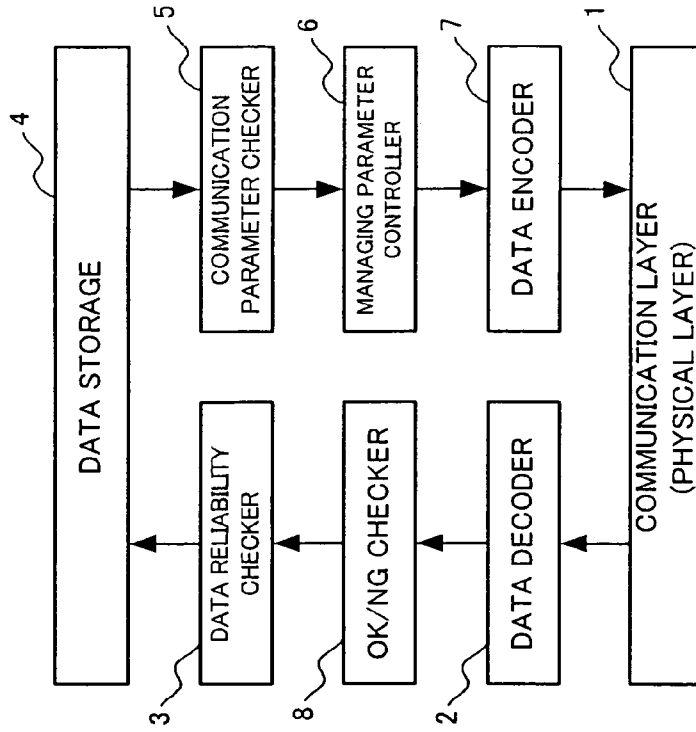 4
DATA STORAGE
5
COMMUNICATION
PARAMETER CHECKER
6
MANAGING PARAMETER
CONTROLLER
7
DATA ENCODER
1
COMMUNICATION LAYER
(PHYSICAL LAYER)
DATA RELIABILITY
CHECKER
3
OK/NG CHECKER
8
DATA DECODER
2